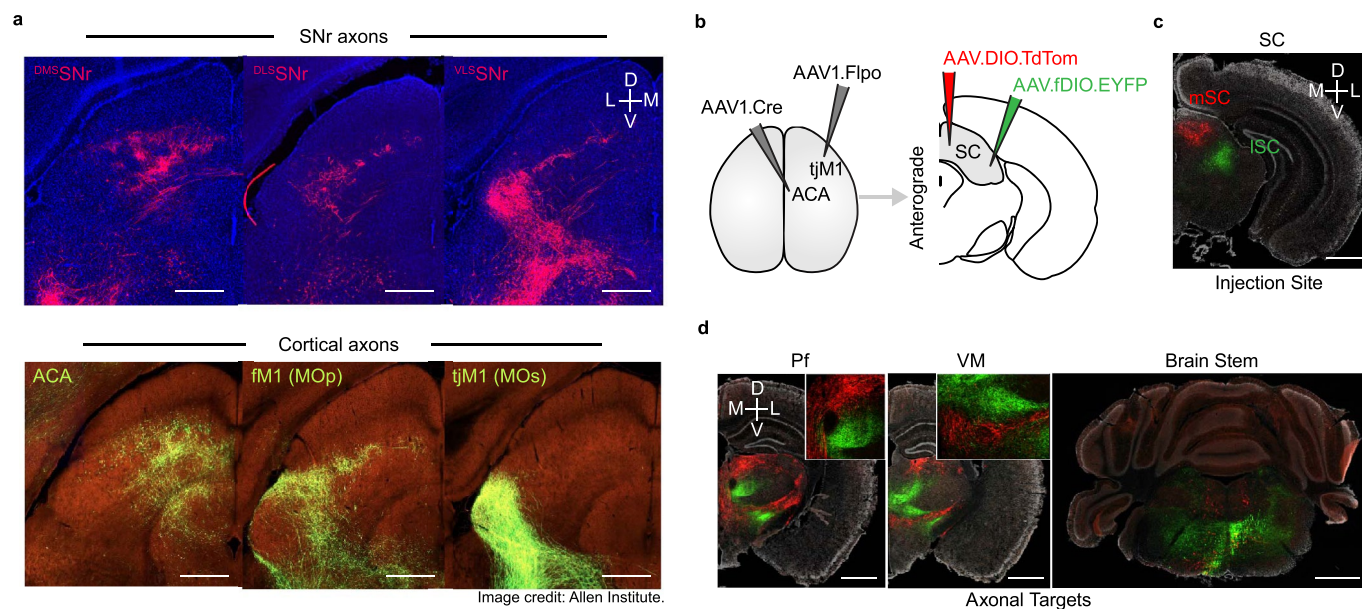 a
SNr axons
DMSSNr
DLSSNr
VLSSNr
D
L M
V
Cortical axons
ACA
fM1 (MOp)
tjM1 (MOs)
Image credit: Allen Institute.
b
AAV1.Flpo
AAV1.Cre
tjM1
ACA
Anterograde
AAV.DIO.TdTom
AAV.fDIO.EYFP
SC
c
SC
D
M L
V
mSC
lSC
Injection Site
d
Pf
VM
Brain Stem
D
M L
V
Axonal Targets